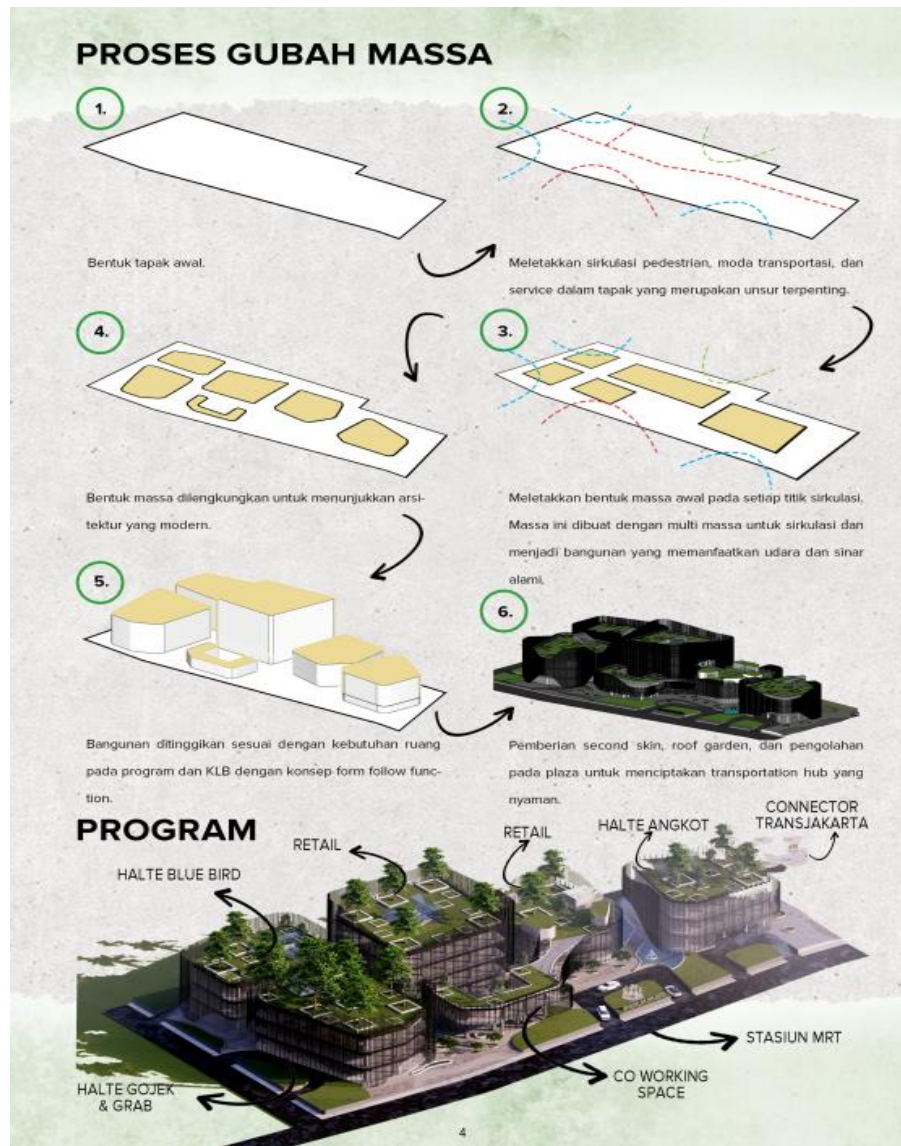 PROSES GUBAH MASSA
1.
Bentuk tapak awal.
2.
Meletakkan sirkulasi pedestrian, moda transportasi, dan
service dalam tapak yang merupakan unsur terpenting.
3.
Meletakkan bentuk massa awal pada setiap titik sirkulasi.
Massa ini dibuat dengan multi massa untuk sirkulasi dan
menjadi bangunan yang memanfaatkan udara dan sinar
alami.
4.
Bentuk massa dilengkungkan untuk menunjukkan arsi-
tektur yang modern.
5.
Bangunan ditinggikan sesuai dengan kebutuhan ruang
pada program dan KLB dengan konsep form follow func-
tion.
6.
Pemberian second skin, roof garden, dan pengolahan
pada plaza untuk menciptakan transportation hub yang
nyaman.
PROGRAM
HALTE BLUE BIRD
RETAIL
RETAIL
HALTE ANGKOT
CONNECTOR
TRANSJAKARTA
STASIUN MRT
CO WORKING
SPACE
HALTE GOJEK
& GRAB
4